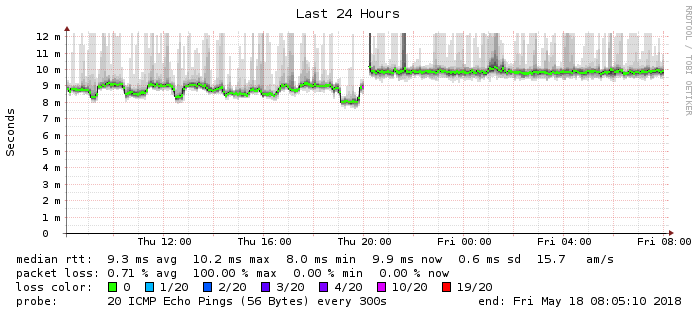 Last 24 Hours
RRDTOOL / TOBI OETIKER
Seconds
12 m
11 m
10 m
9 m
8 m
7 m
6 m
5 m
4 m
3 m
2 m
1 m
0
Thu 12:00 Thu 16:00 Thu 20:00 Fri 00:00 Fri 04:00 Fri 08:00
median rtt: 9.3 ms avg 10.2 ms max 8.0 ms min 9.9 ms now 0.6 ms sd 15.7 am/s
packet loss: 0.71 % avg 100.00 % max 0.00 % min 0.00 % now
loss color: 0 1/20 2/20 3/20 4/20 10/20 19/20
probe: 20 ICMP Echo Pings (56 Bytes) every 300s end: Fri May 18 08:05:10 2018